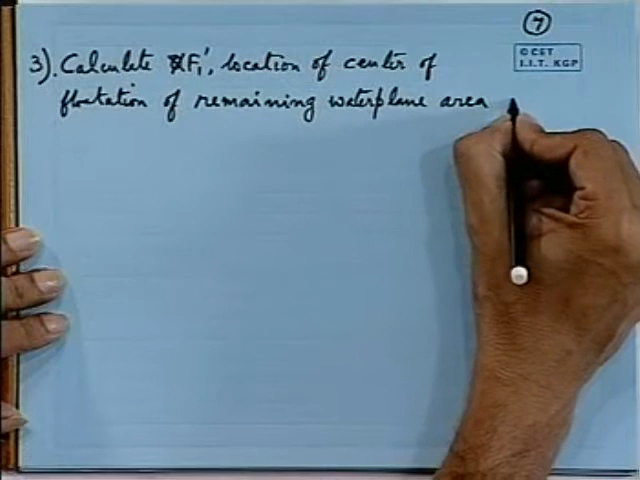 7
© CET
I.I.T. KGP
3). Calculate F₁', location of center of
flotation of remaining waterplane area